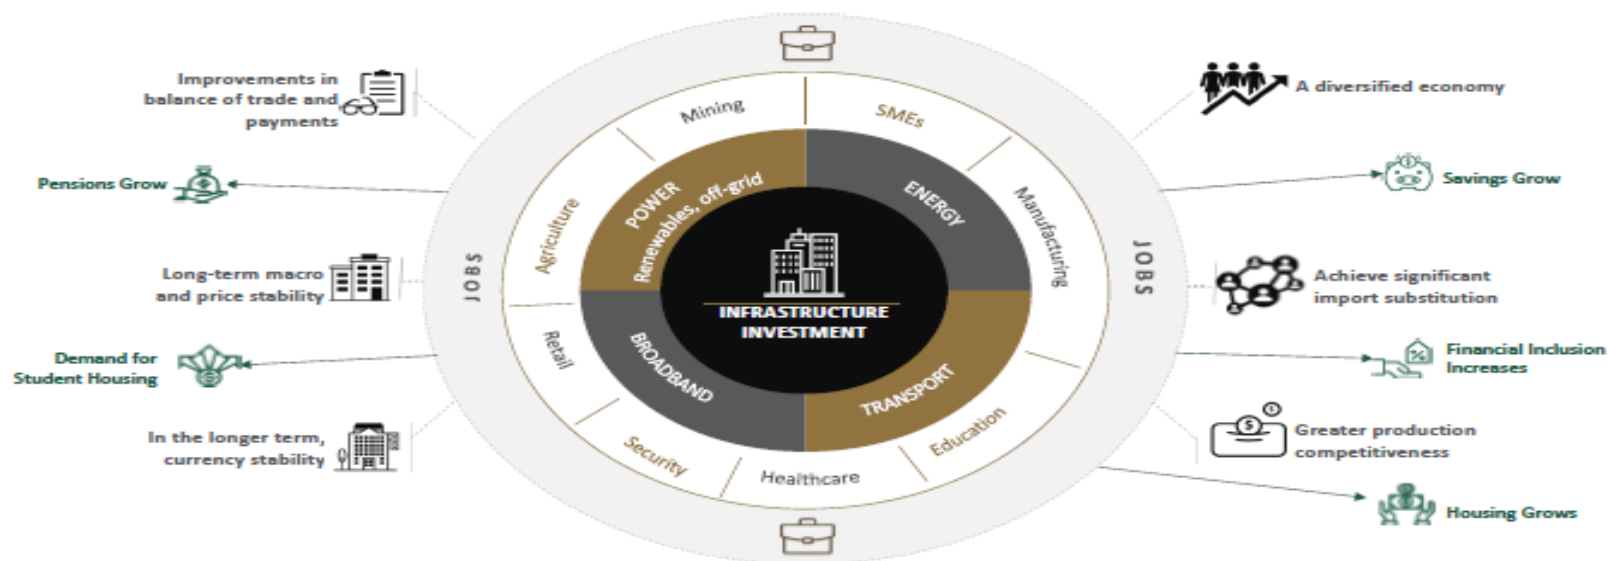 Improvements in
balance of trade and
payments
Pensions Grow
Long-term macro
and price stability
Demand for
Student Housing
In the longer term,
currency stability
JOBS
Mining
SMEs
Agriculture
Manufacturing
Retail
Security
Healthcare
Education
POWER
Renewables, off-grid
ENERGY
BROADBAND
TRANSPORT
INFRASTRUCTURE
INVESTMENT
JOBS
A diversified economy
Savings Grow
Achieve significant
import substitution
Financial Inclusion
Increases
Greater production
competitiveness
Housing Grows